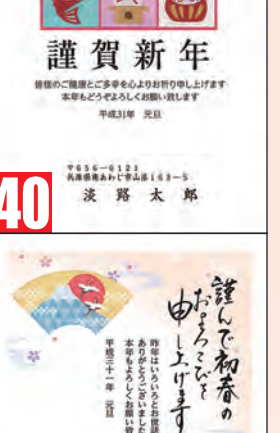 謹賀新年
皆様のご健康とご多幸を心よりお祈り申し上げます
本年もどうぞよろしくお願い致します
平成31年 元旦
〒656-0123
兵庫県南あわじ市山添163-5
淡路太郎
40
謹んで初春の
およろこびを
申し上げます
昨年はいろいろとお世話
ありがとうございました
本年もよろしくお願い致
平成三十一年 元旦